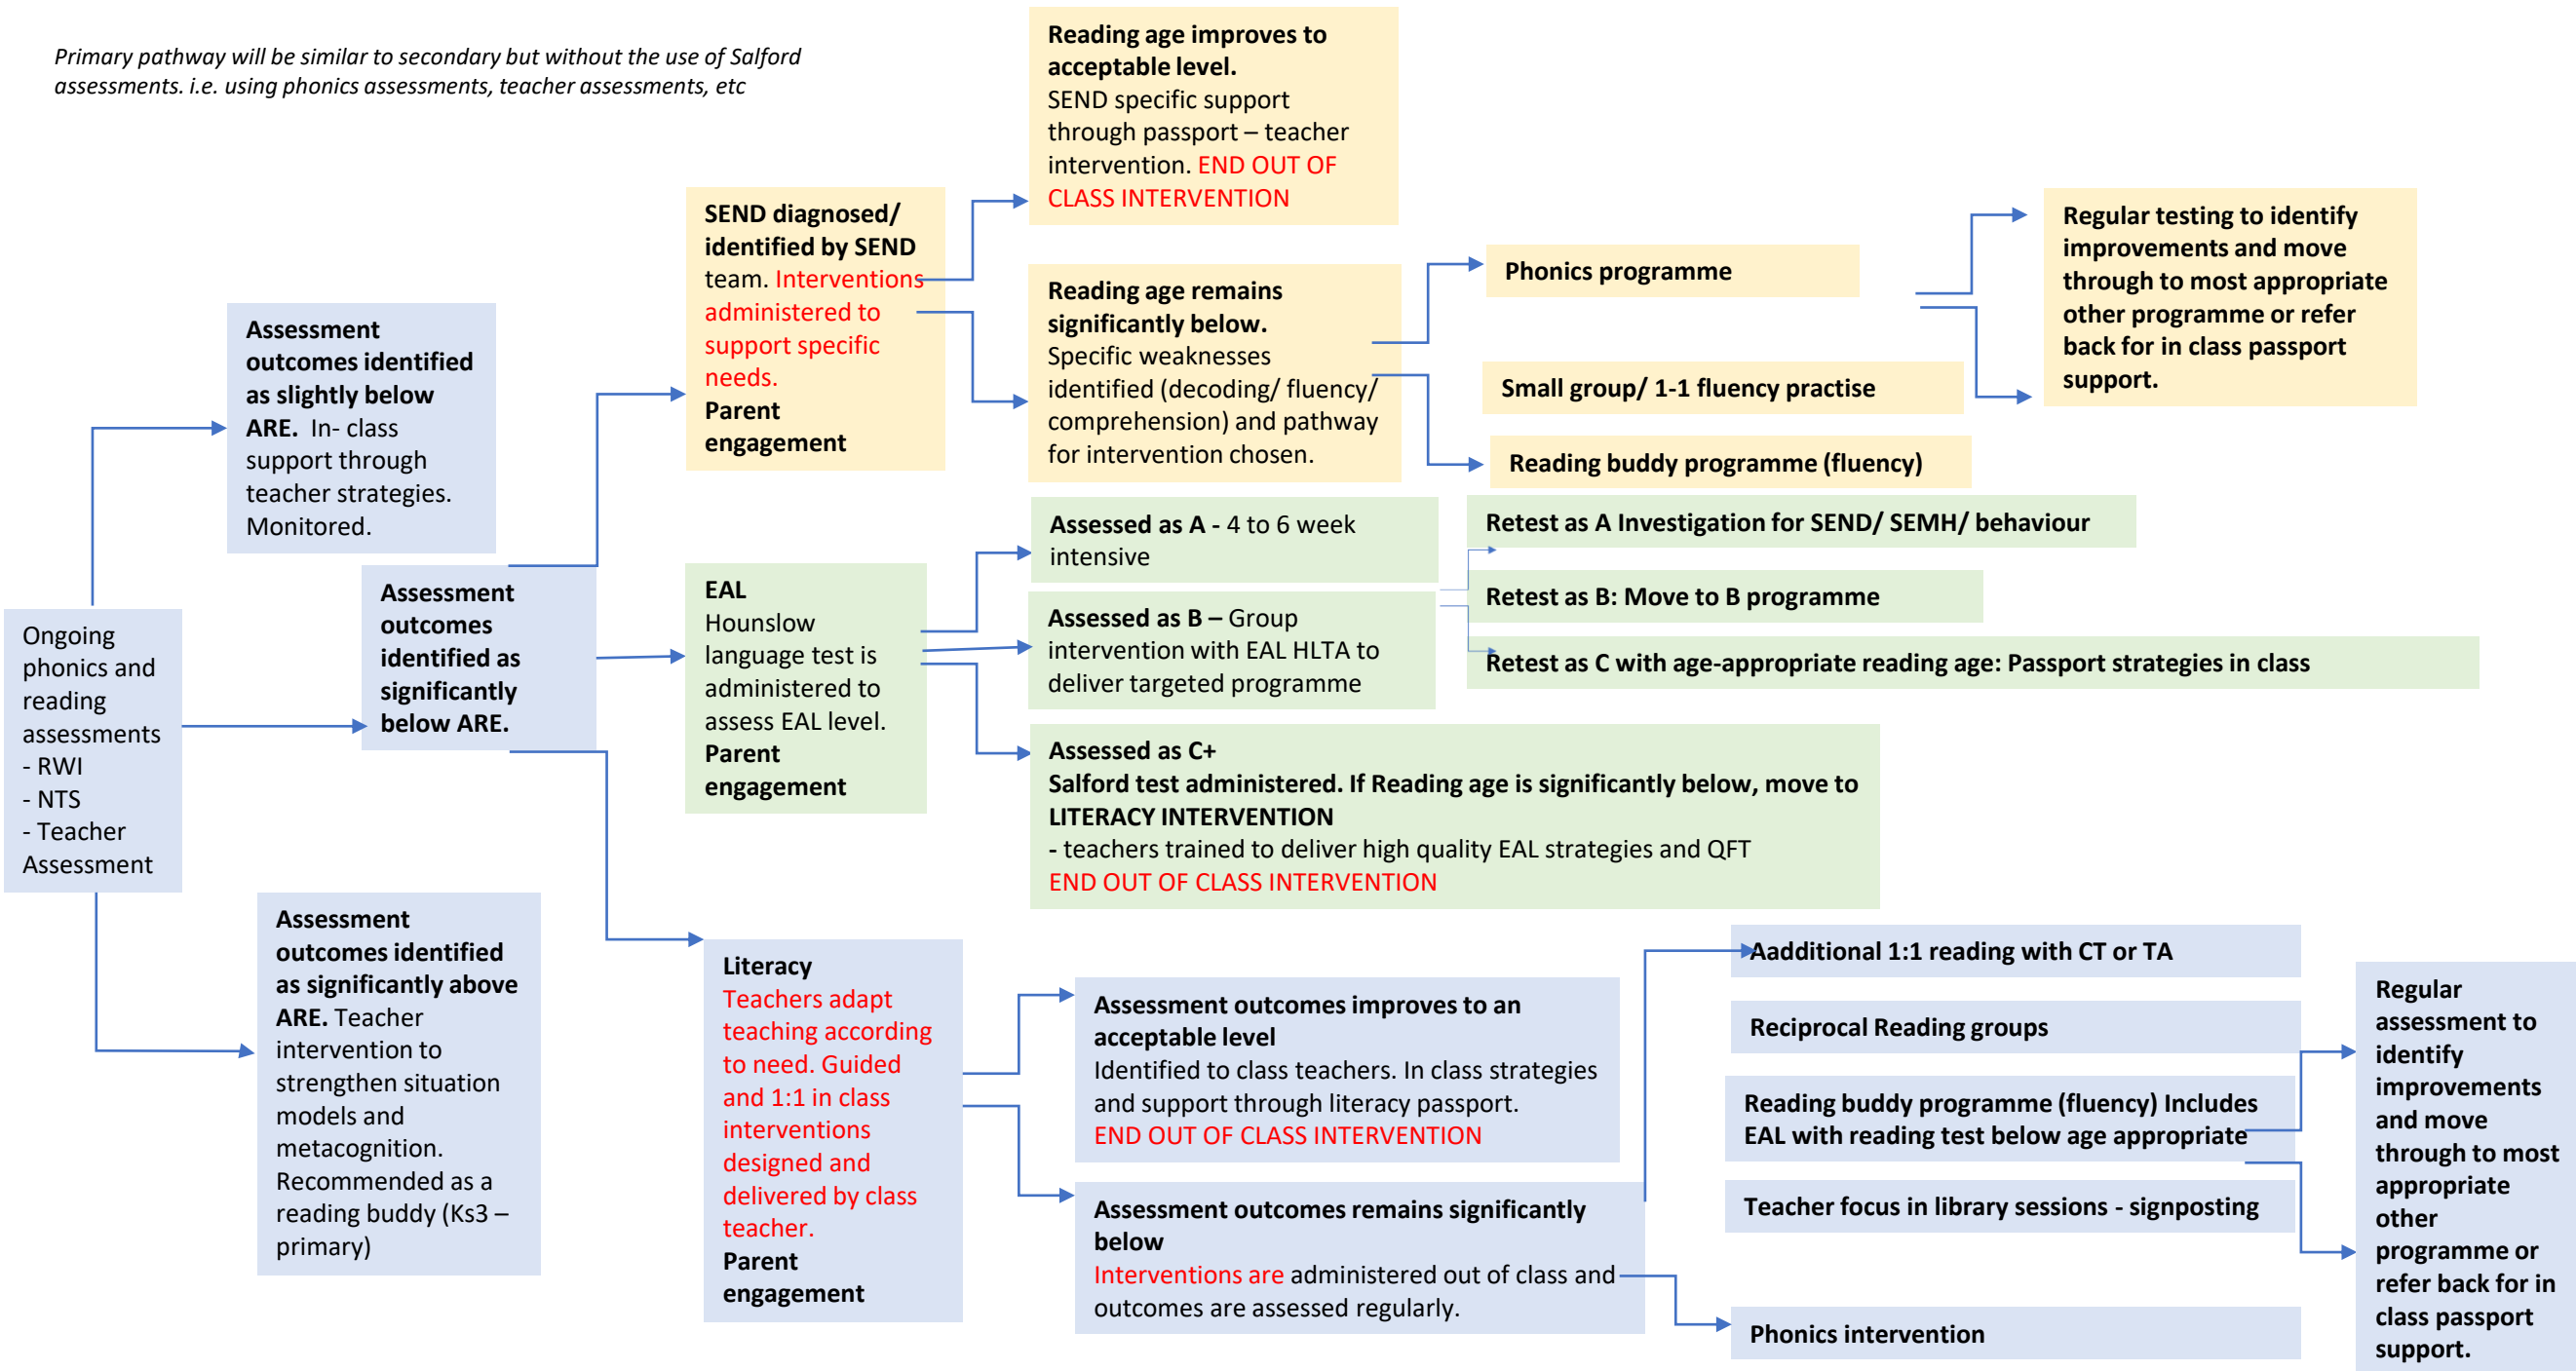 Primary pathway will be similar to secondary but without the use of Salford
assessments. i.e. using phonics assessments, teacher assessments, etc
Ongoing
phonics and
reading
assessments
- RWI
- NTS
- Teacher
Assessment
Assessment
outcomes identified
as slightly below
ARE. In- class
support through
teacher strategies.
Monitored.
Assessment
outcomes
identified as
significantly
below ARE.
Assessment
outcomes identified
as significantly above
ARE. Teacher
intervention to
strengthen situation
models and
metacognition.
Recommended as a
reading buddy (Ks3 –
primary)
SEND diagnosed/
identified by SEND
team. Interventions
administered to
support specific
needs.
Parent
engagement
Reading age improves to
acceptable level.
SEND specific support
through passport – teacher
intervention. END OUT OF
CLASS INTERVENTION
Reading age remains
significantly below.
Specific weaknesses
identified (decoding/ fluency/
comprehension) and pathway
for intervention chosen.
Phonics programme
Small group/ 1-1 fluency practise
Reading buddy programme (fluency)
Regular testing to identify
improvements and move
through to most appropriate
other programme or refer
back for in class passport
support.
EAL
Hounslow
language test is
administered to
assess EAL level.
Parent
engagement
Assessed as A - 4 to 6 week
intensive
Assessed as B – Group
intervention with EAL HLTA to
deliver targeted programme
Assessed as C+
Salford test administered. If Reading age is significantly below, move to
LITERACY INTERVENTION
- teachers trained to deliver high quality EAL strategies and QFT
END OUT OF CLASS INTERVENTION
Retest as A Investigation for SEND/ SEMH/ behaviour
Retest as B: Move to B programme
Retest as C with age-appropriate reading age: Passport strategies in class
Literacy
Teachers adapt
teaching according
to need. Guided
and 1:1 in class
interventions
designed and
delivered by class
teacher.
Parent
engagement
Assessment outcomes improves to an
acceptable level
Identified to class teachers. In class strategies
and support through literacy passport.
END OUT OF CLASS INTERVENTION
Assessment outcomes remains significantly
below
Interventions are administered out of class and
outcomes are assessed regularly.
Aadditional 1:1 reading with CT or TA
Reciprocal Reading groups
Reading buddy programme (fluency) Includes
EAL with reading test below age appropriate
Teacher focus in library sessions - signposting
Phonics intervention
Regular
assessment to
identify
improvements
and move
through to most
appropriate
other
programme or
refer back for in
class passport
support.